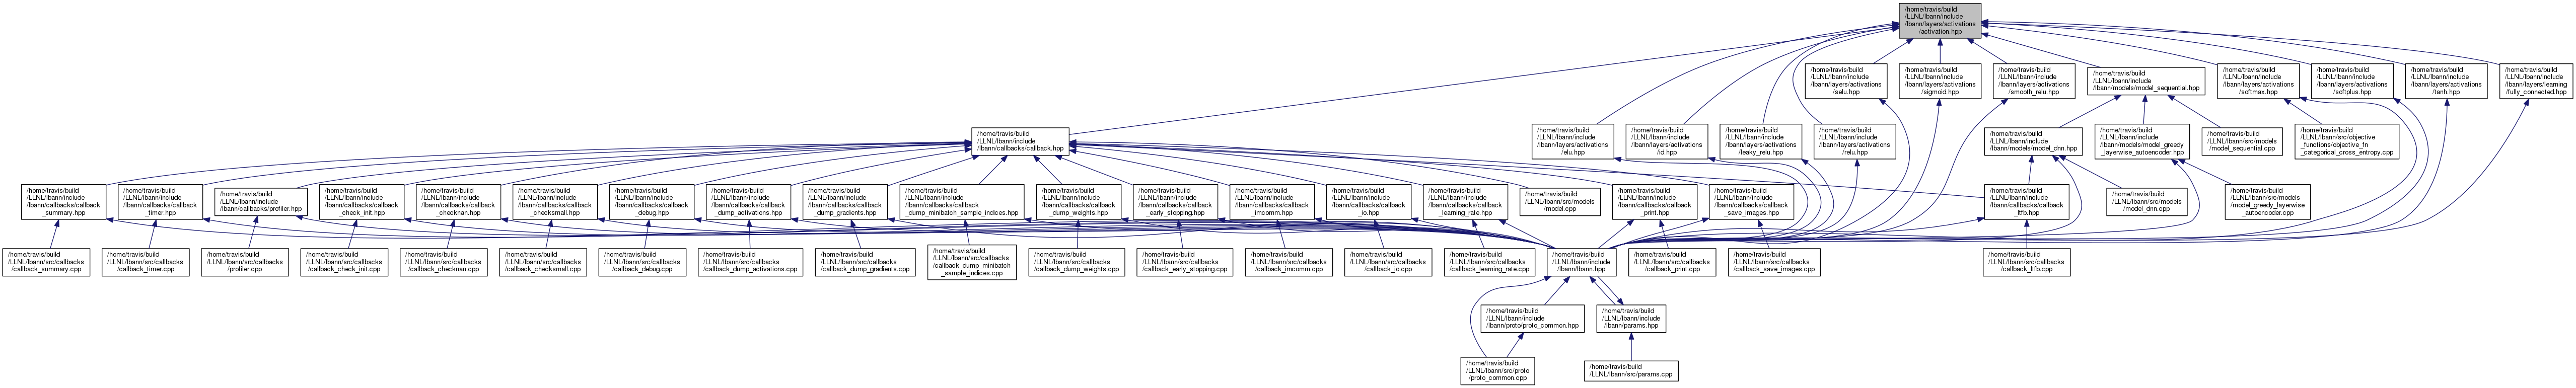 /home/travis/build
/LLNL/lbann/include
/lbann/layers/activations
/activation.hpp
/home/travis/build
/LLNL/lbann/include
/lbann/layers/activations
/selu.hpp
/home/travis/build
/LLNL/lbann/include
/lbann/layers/activations
/sigmoid.hpp
/home/travis/build
/LLNL/lbann/include
/lbann/layers/activations
/smooth_relu.hpp
/home/travis/build
/LLNL/lbann/include
/lbann/models/model_sequential.hpp
/home/travis/build
/LLNL/lbann/include
/lbann/layers/activations
/softmax.hpp
/home/travis/build
/LLNL/lbann/include
/lbann/layers/activations
/softplus.hpp
/home/travis/build
/LLNL/lbann/include
/lbann/layers/activations
/tanh.hpp
/home/travis/build
/LLNL/lbann/include
/lbann/layers/learning
/fully_connected.hpp
/home/travis/build
/LLNL/lbann/include
/lbann/callbacks/callback.hpp
/home/travis/build
/LLNL/lbann/include
/lbann/layers/activations
/elu.hpp
/home/travis/build
/LLNL/lbann/include
/lbann/layers/activations
/id.hpp
/home/travis/build
/LLNL/lbann/include
/lbann/layers/activations
/leaky_relu.hpp
/home/travis/build
/LLNL/lbann/include
/lbann/layers/activations
/relu.hpp
/home/travis/build
/LLNL/lbann/include
/lbann/models/model_dnn.hpp
/home/travis/build
/LLNL/lbann/include
/lbann/models/model_greedy
_layerwise_autoencoder.hpp
/home/travis/build
/LLNL/lbann/src/models
/model_sequential.cpp
/home/travis/build
/LLNL/lbann/src/objective
_functions/objective_fn
_categorical_cross_entropy.cpp
/home/travis/build
/LLNL/lbann/include
/lbann/callbacks/callback
_summary.hpp
/home/travis/build
/LLNL/lbann/include
/lbann/callbacks/callback
_timer.hpp
/home/travis/build
/LLNL/lbann/include
/lbann/callbacks/profiler.hpp
/home/travis/build
/LLNL/lbann/include
/lbann/callbacks/callback
_check_init.hpp
/home/travis/build
/LLNL/lbann/include
/lbann/callbacks/callback
_checknan.hpp
/home/travis/build
/LLNL/lbann/include
/lbann/callbacks/callback
_checksmall.hpp
/home/travis/build
/LLNL/lbann/include
/lbann/callbacks/callback
_debug.hpp
/home/travis/build
/LLNL/lbann/include
/lbann/callbacks/callback
_dump_activations.hpp
/home/travis/build
/LLNL/lbann/include
/lbann/callbacks/callback
_dump_gradients.hpp
/home/travis/build
/LLNL/lbann/include
/lbann/callbacks/callback
_dump_minibatch_sample_indices.hpp
/home/travis/build
/LLNL/lbann/include
/lbann/callbacks/callback
_dump_weights.hpp
/home/travis/build
/LLNL/lbann/include
/lbann/callbacks/callback
_early_stopping.hpp
/home/travis/build
/LLNL/lbann/include
/lbann/callbacks/callback
_imcomm.hpp
/home/travis/build
/LLNL/lbann/include
/lbann/callbacks/callback
_io.hpp
/home/travis/build
/LLNL/lbann/include
/lbann/callbacks/callback
_learning_rate.hpp
/home/travis/build
/LLNL/lbann/src/models
/model.cpp
/home/travis/build
/LLNL/lbann/include
/lbann/callbacks/callback
_print.hpp
/home/travis/build
/LLNL/lbann/include
/lbann/callbacks/callback
_save_images.hpp
/home/travis/build
/LLNL/lbann/include
/lbann/callbacks/callback
_ltfb.hpp
/home/travis/build
/LLNL/lbann/src/models
/model_dnn.cpp
/home/travis/build
/LLNL/lbann/src/models
/model_greedy_layerwise
_autoencoder.cpp
/home/travis/build
/LLNL/lbann/src/callbacks
/callback_summary.cpp
/home/travis/build
/LLNL/lbann/src/callbacks
/callback_timer.cpp
/home/travis/build
/LLNL/lbann/src/callbacks
/profiler.cpp
/home/travis/build
/LLNL/lbann/src/callbacks
/callback_check_init.cpp
/home/travis/build
/LLNL/lbann/src/callbacks
/callback_checknan.cpp
/home/travis/build
/LLNL/lbann/src/callbacks
/callback_checksmall.cpp
/home/travis/build
/LLNL/lbann/src/callbacks
/callback_debug.cpp
/home/travis/build
/LLNL/lbann/src/callbacks
/callback_dump_activations.cpp
/home/travis/build
/LLNL/lbann/src/callbacks
/callback_dump_gradients.cpp
/home/travis/build
/LLNL/lbann/src/callbacks
/callback_dump_minibatch
_sample_indices.cpp
/home/travis/build
/LLNL/lbann/src/callbacks
/callback_dump_weights.cpp
/home/travis/build
/LLNL/lbann/src/callbacks
/callback_early_stopping.cpp
/home/travis/build
/LLNL/lbann/src/callbacks
/callback_imcomm.cpp
/home/travis/build
/LLNL/lbann/src/callbacks
/callback_io.cpp
/home/travis/build
/LLNL/lbann/src/callbacks
/callback_learning_rate.cpp
/home/travis/build
/LLNL/lbann/include
/lbann/lbann.hpp
/home/travis/build
/LLNL/lbann/src/callbacks
/callback_print.cpp
/home/travis/build
/LLNL/lbann/src/callbacks
/callback_save_images.cpp
/home/travis/build
/LLNL/lbann/src/callbacks
/callback_ltfb.cpp
/home/travis/build
/LLNL/lbann/include
/lbann/proto/proto_common.hpp
/home/travis/build
/LLNL/lbann/include
/lbann/params.hpp
/home/travis/build
/LLNL/lbann/src/proto
/proto_common.cpp
/home/travis/build
/LLNL/lbann/src/params.cpp